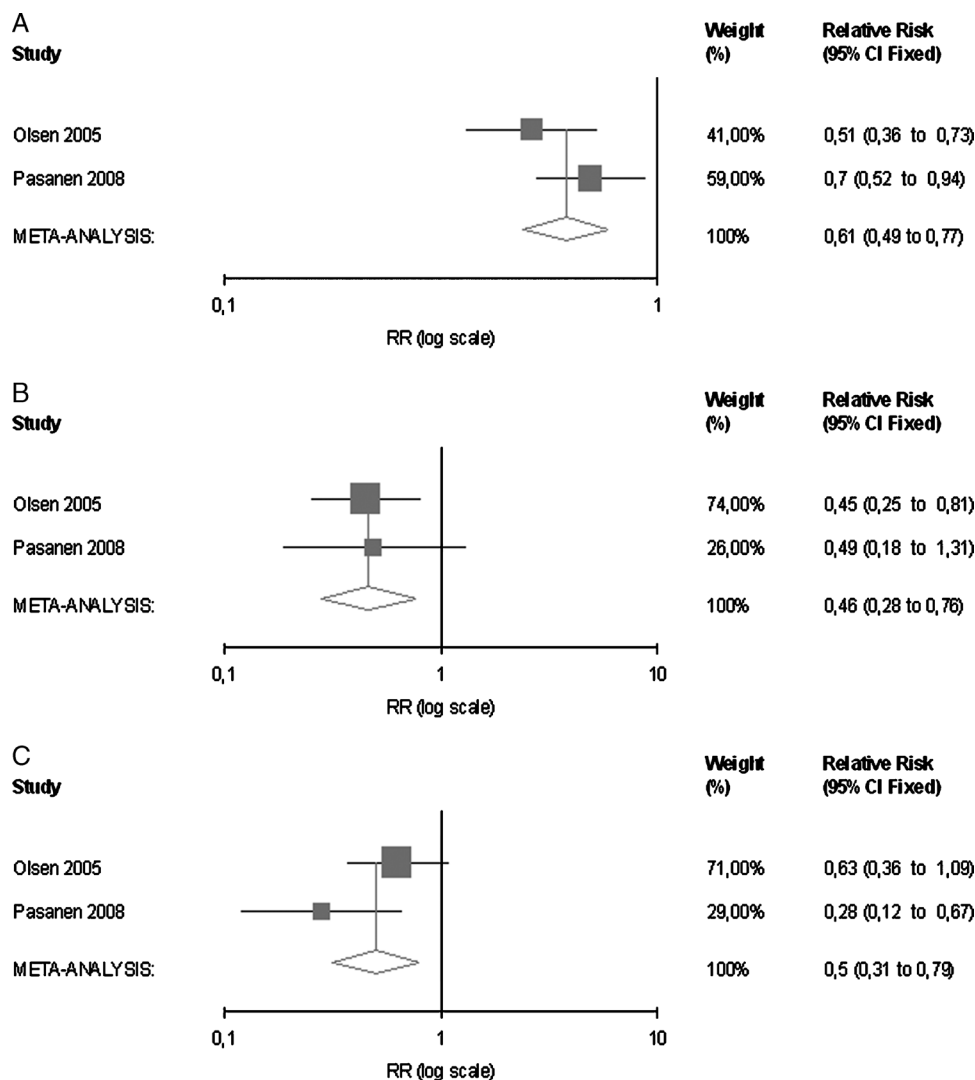 A
Study Weight (%) Relative Risk (95% CI Fixed)
Olsen 2005 41,00% 0,51 (0,36 to 0,73)
Pasanen 2008 59,00% 0,7 (0,52 to 0,94)
META-ANALYSIS: 100% 0,61 (0,49 to 0,77)
0,1 1
RR (log scale)
B
Study Weight (%) Relative Risk (95% CI Fixed)
Olsen 2005 74,00% 0,45 (0,25 to 0,81)
Pasanen 2008 26,00% 0,49 (0,18 to 1,31)
META-ANALYSIS: 100% 0,46 (0,28 to 0,76)
0,1 1 10
RR (log scale)
C
Study Weight (%) Relative Risk (95% CI Fixed)
Olsen 2005 71,00% 0,63 (0,36 to 1,09)
Pasanen 2008 29,00% 0,28 (0,12 to 0,67)
META-ANALYSIS: 100% 0,5 (0,31 to 0,79)
0,1 1 10
RR (log scale)